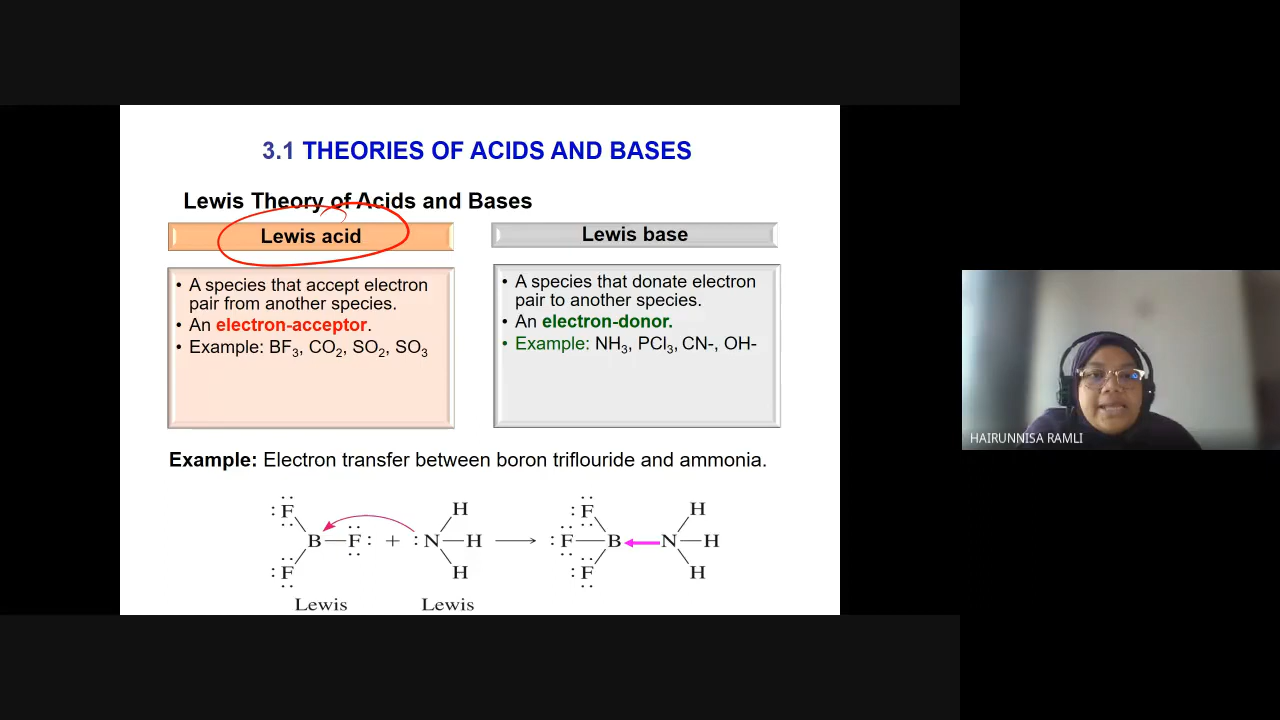 3.1 THEORIES OF ACIDS AND BASES
Lewis Theory of Acids and Bases
Lewis acid
• A species that accept electron
pair from another species.
• An electron-acceptor.
• Example: BF₃, CO₂, SO₂, SO₃
Lewis base
• A species that donate electron
pair to another species.
• An electron-donor.
• Example: NH₃, PCl₃, CN-, OH-
Example: Electron transfer between boron triflouride and ammonia.
:F H :F H
B—F: + :N—H ⟶ :F—B N—H
:F H :F H
Lewis Lewis
HAIRUNNISA RAMLI